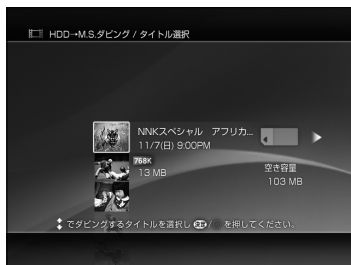 HDD→M.S.ダビング / タイトル選択
NNKスペシャル アフリカ...
11/7(日) 9:00PM
768K
13 MB
空き容量
103 MB
でダビングするタイトルを選択し 決定/ を押してください。